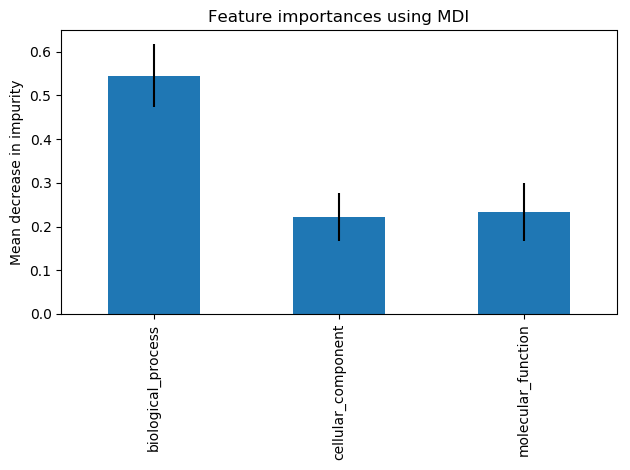 Feature importances using MDI
Mean decrease in impurity
0.6
0.5
0.4
0.3
0.2
0.1
0.0
biological_process
cellular_component
molecular_function